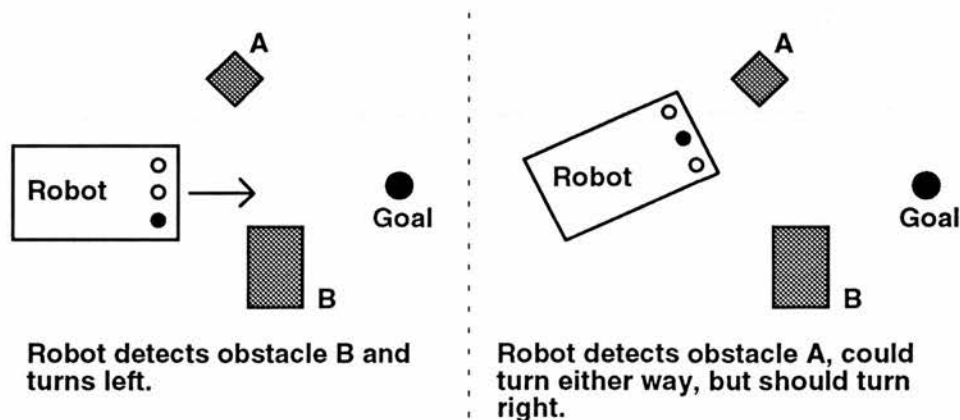 A
Robot
Goal
B
Robot detects obstacle B and
turns left.
A
Robot
Goal
B
Robot detects obstacle A, could
turn either way, but should turn
right.